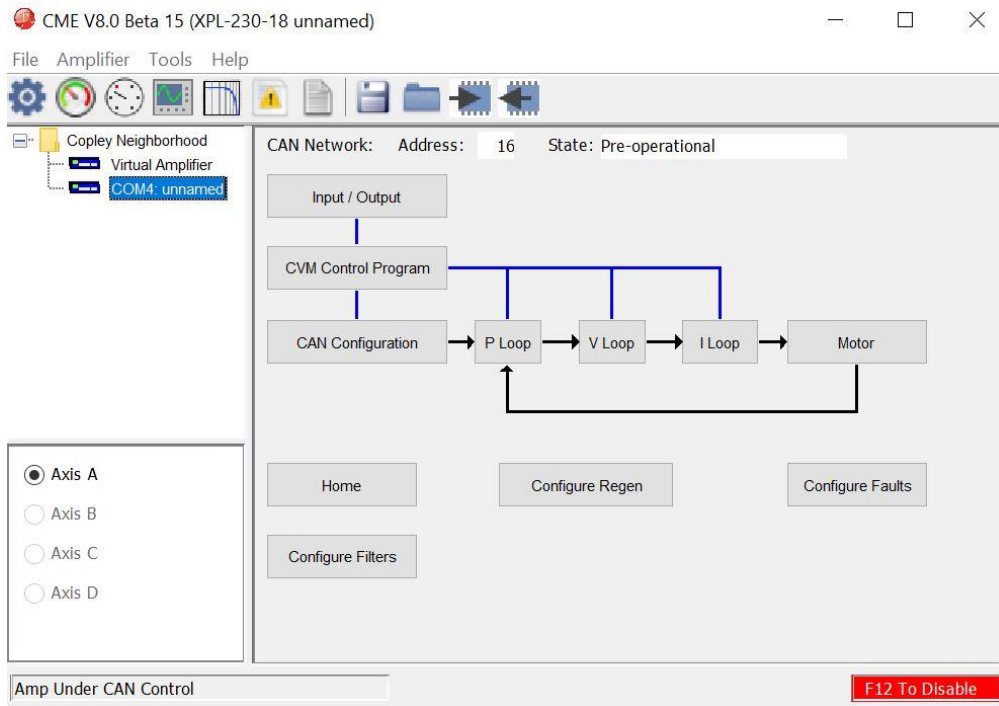 CME V8.0 Beta 15 (XPL-230-18 unnamed)
File Amplifier Tools Help
Copley Neighborhood
Virtual Amplifier
COM4: unnamed
CAN Network: Address: 16 State: Pre-operational
Input / Output
CVM Control Program
CAN Configuration P Loop V Loop I Loop Motor
Axis A
Axis B
Axis C
Axis D
Home Configure Regen Configure Faults
Configure Filters
Amp Under CAN Control F12 To Disable